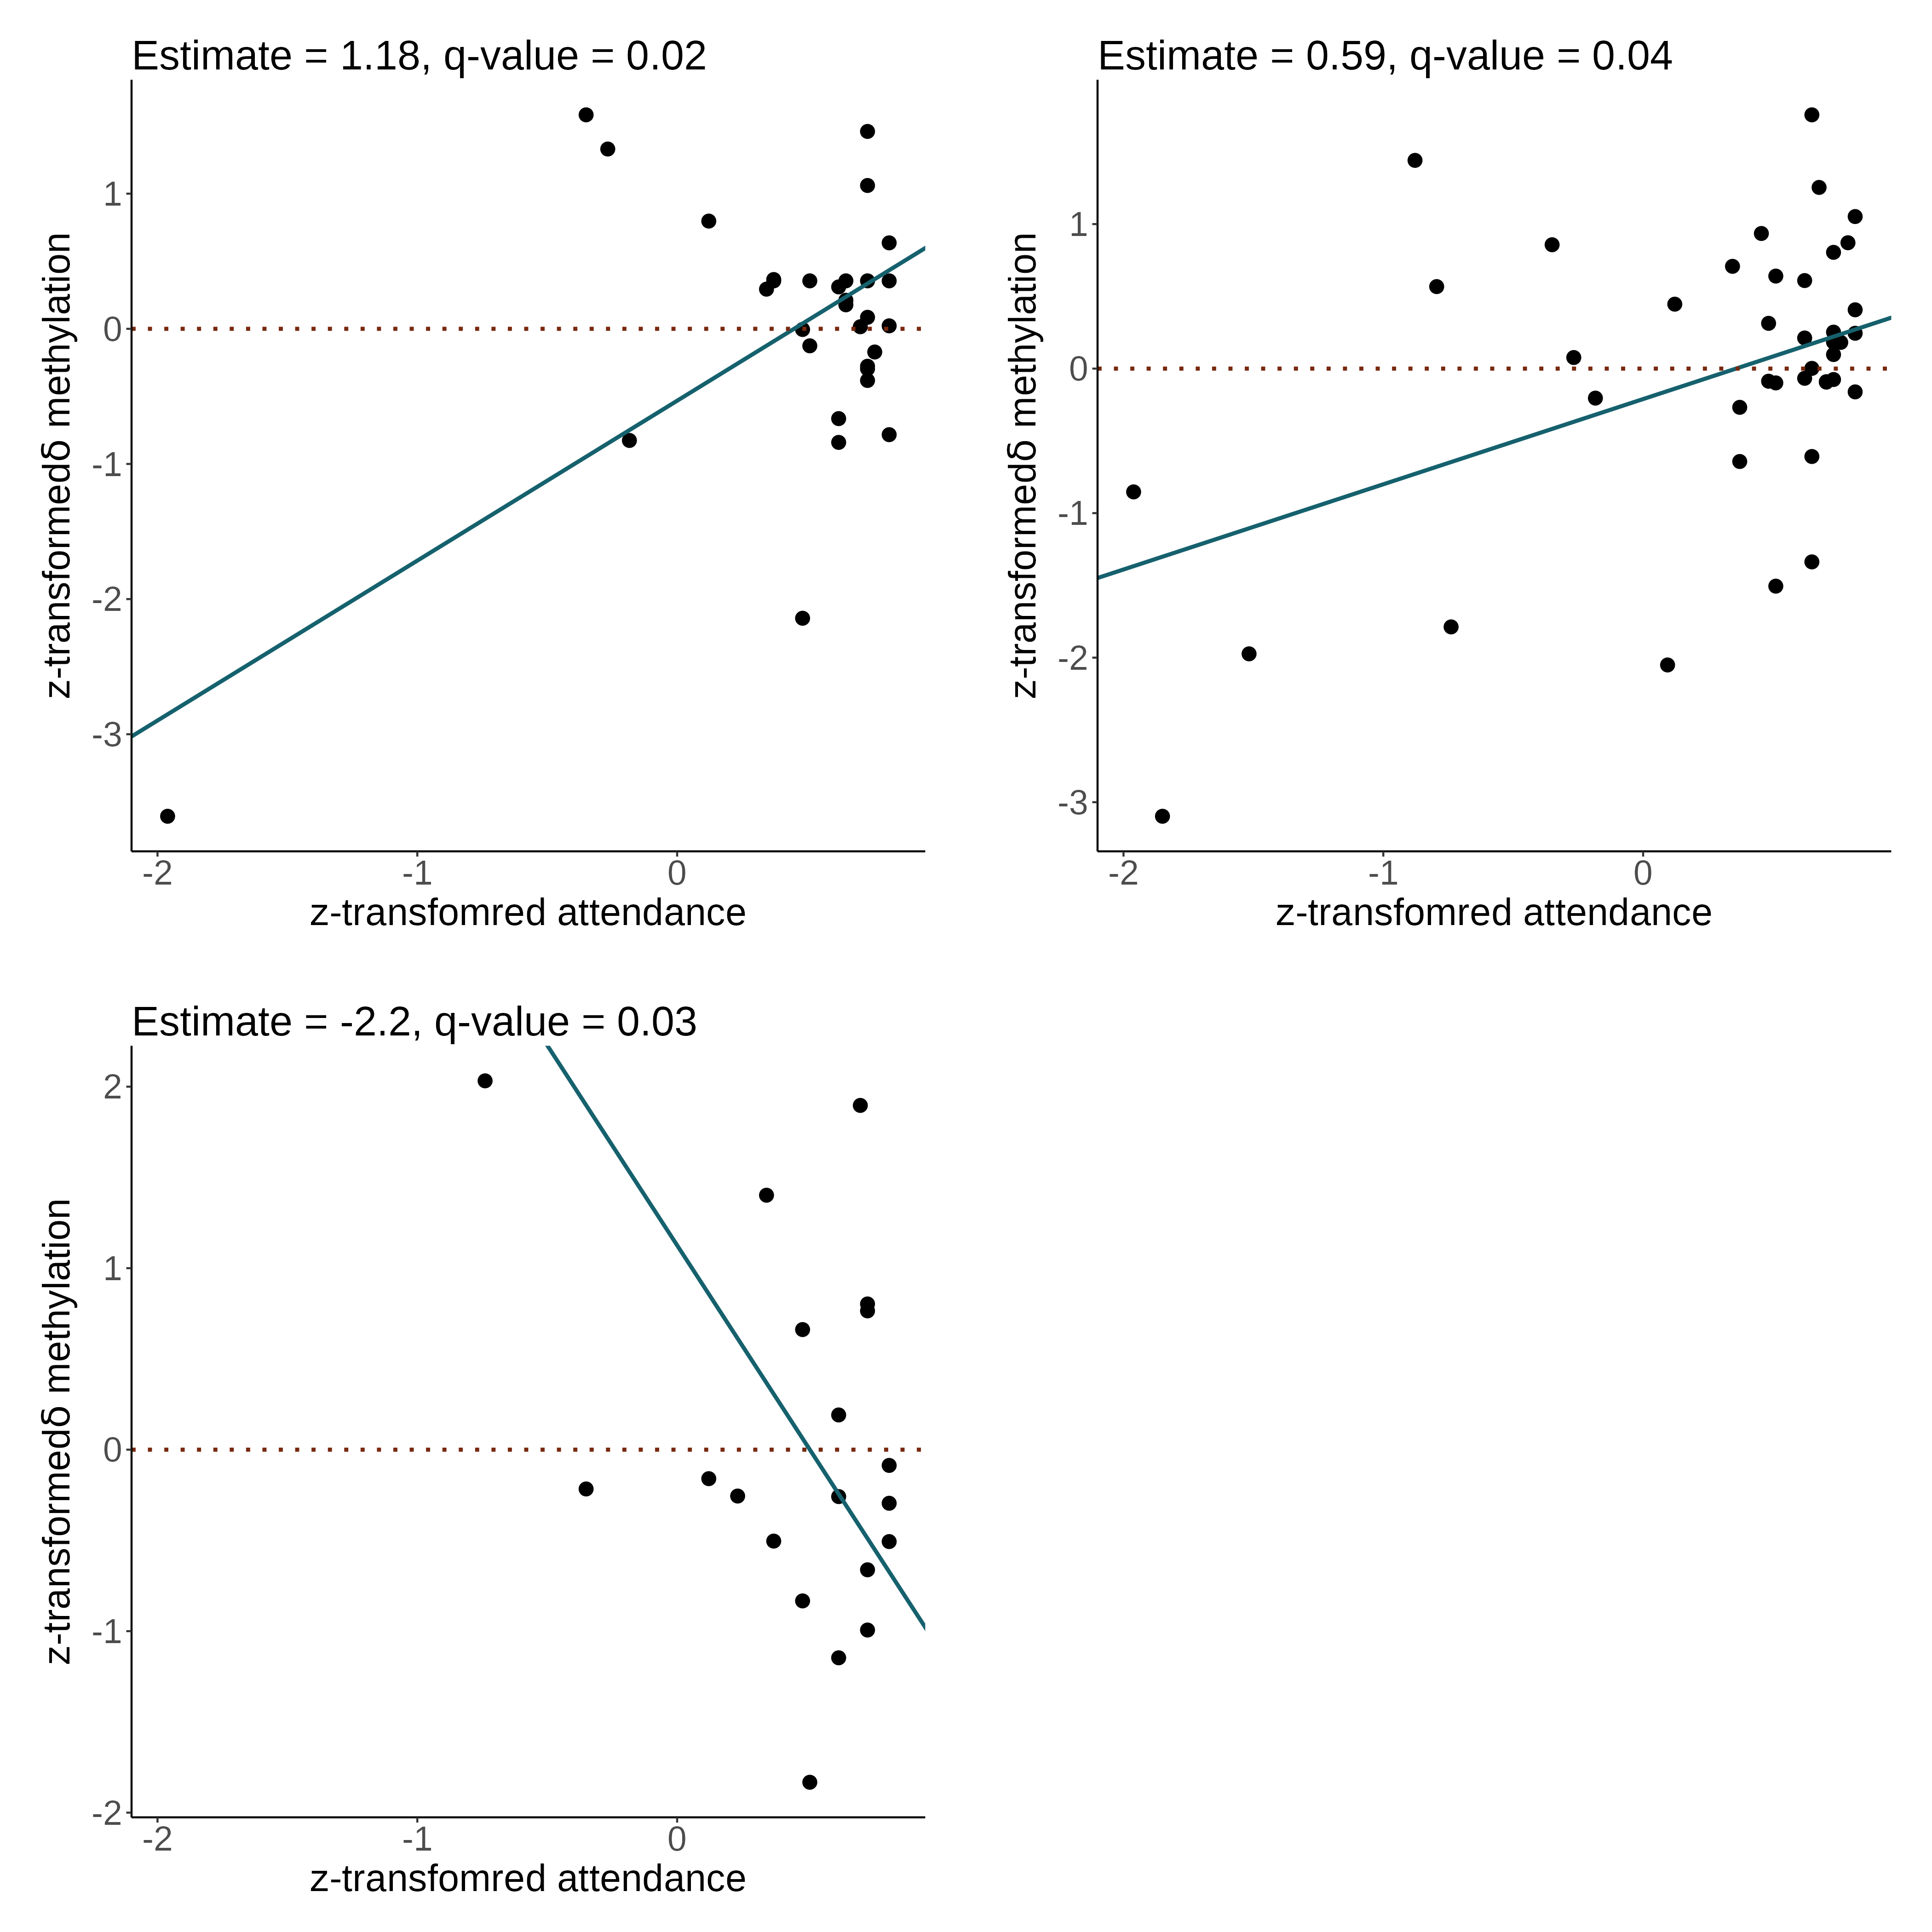 Estimate = 1.18, q-value = 0.02
z-transformedδ methylation
1
0
-1
-2
-3
-2
-1
0
z-transfomred attendance
Estimate = 0.59, q-value = 0.04
z-transformedδ methylation
1
0
-1
-2
-3
-2
-1
0
z-transfomred attendance
Estimate = -2.2, q-value = 0.03
z-transformedδ methylation
2
1
0
-1
-2
-2
-1
0
z-transfomred attendance